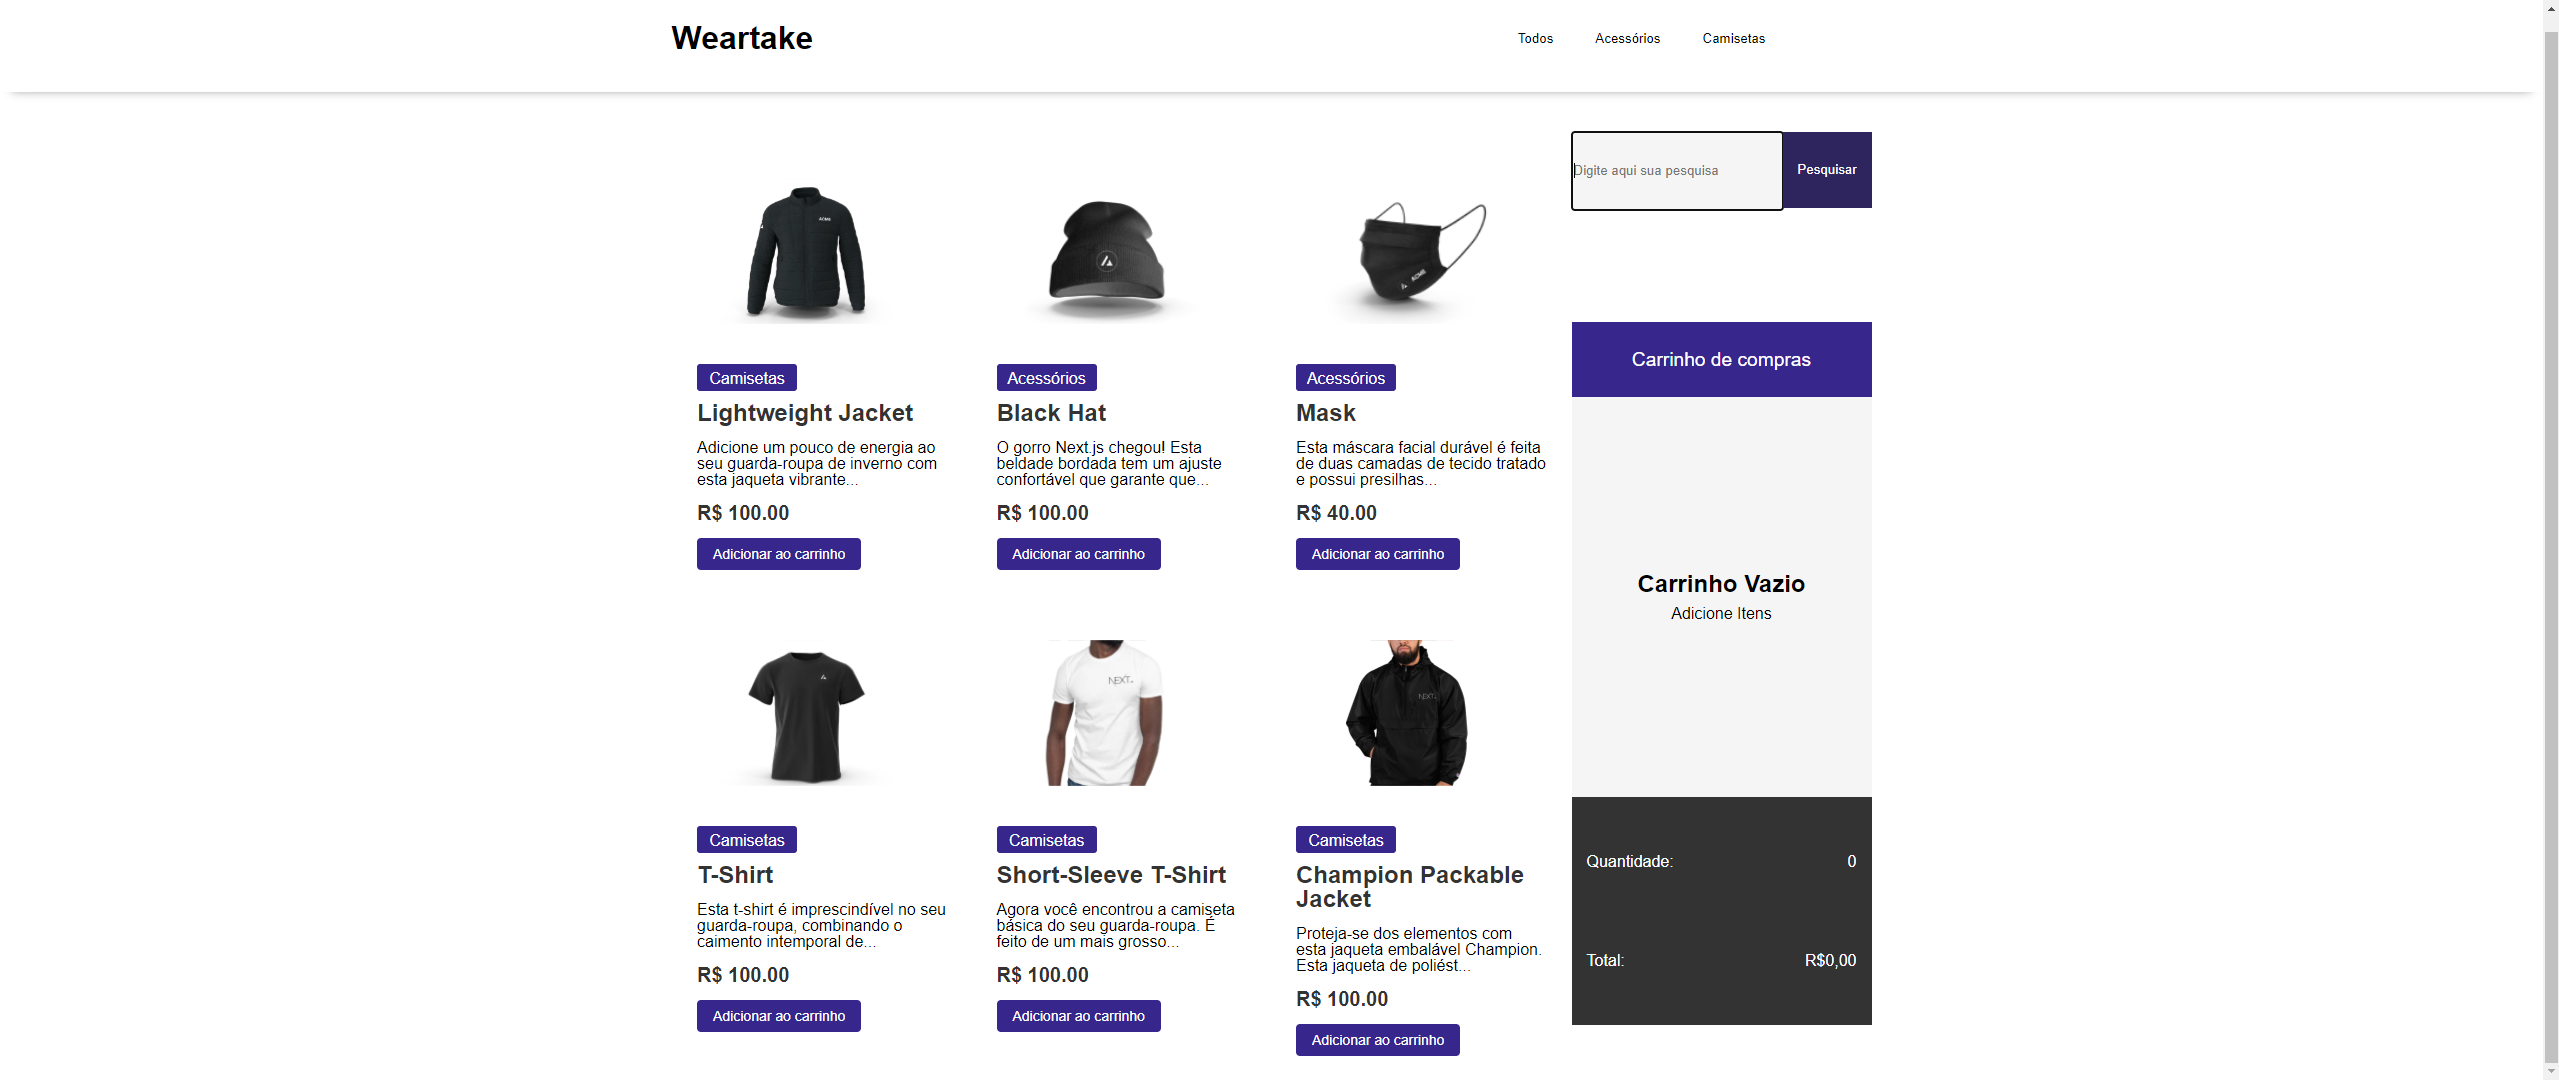 Weartake
Todos
Acessórios
Camisetas
Digite aqui sua pesquisa
Pesquisar
ACME
ACME
Camisetas
Lightweight Jacket
Adicione um pouco de energia ao
seu guarda-roupa de inverno com
esta jaqueta vibrante...
R$ 100.00
Adicionar ao carrinho
Acessórios
Black Hat
O gorro Next.js chegou! Esta
beldade bordada tem um ajuste
confortável que garante que...
R$ 100.00
Adicionar ao carrinho
Acessórios
Mask
Esta máscara facial durável é feita
de duas camadas de tecido tratado
e possui presilhas...
R$ 40.00
Adicionar ao carrinho
NEXT
NEXT
Camisetas
T-Shirt
Esta t-shirt é imprescindível no seu
guarda-roupa, combinando o
caimento intemporal de...
R$ 100.00
Adicionar ao carrinho
Camisetas
Short-Sleeve T-Shirt
Agora você encontrou a camiseta
básica do seu guarda-roupa. É
feito de um mais grosso...
R$ 100.00
Adicionar ao carrinho
Camisetas
Champion Packable
Jacket
Proteja-se dos elementos com
esta jaqueta embalável Champion.
Esta jaqueta de poliést...
R$ 100.00
Adicionar ao carrinho
Carrinho de compras
Carrinho Vazio
Adicione Itens
Quantidade: 0
Total: R$0,00